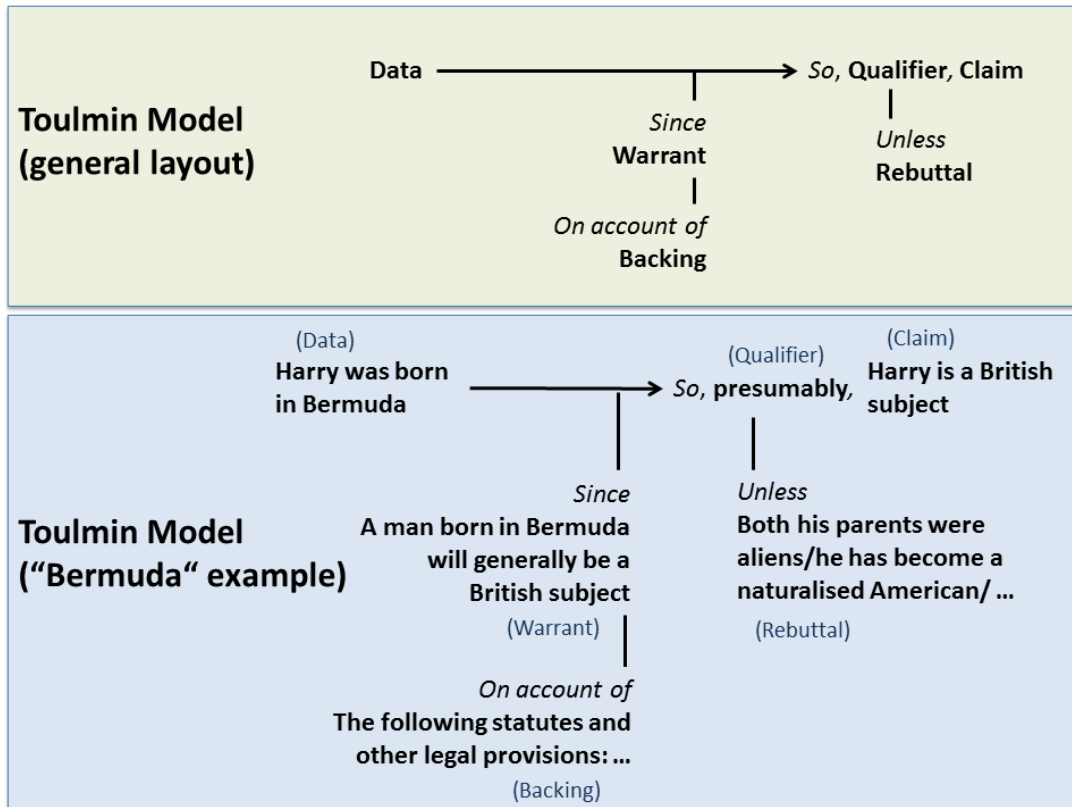 Toulmin Model
(general layout)
Data
So, Qualifier, Claim
Since
Warrant
On account of
Backing
Unless
Rebuttal
Toulmin Model
(“Bermuda“ example)
(Data)
Harry was born
in Bermuda
(Qualifier)
So, presumably,
(Claim)
Harry is a British
subject
Since
A man born in Bermuda
will generally be a
British subject
(Warrant)
On account of
The following statutes and
other legal provisions: ...
(Backing)
Unless
Both his parents were
aliens/he has become a
naturalised American/ ...
(Rebuttal)